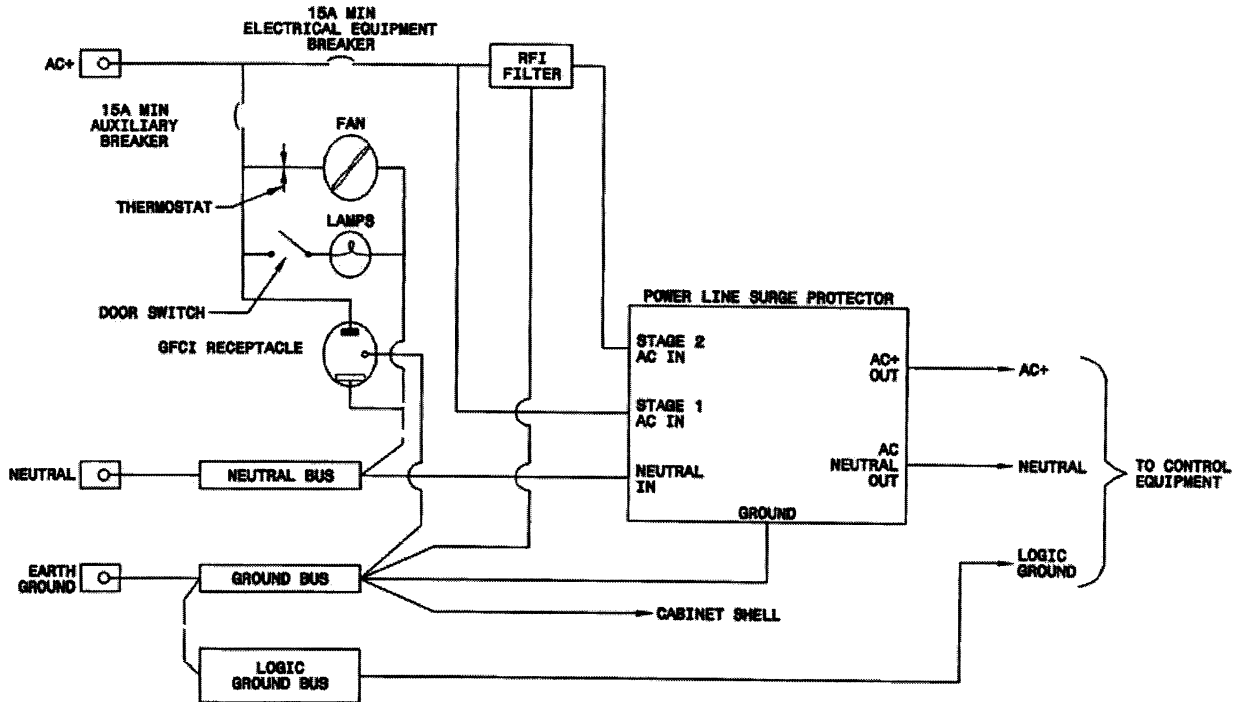 15A MIN
ELECTRICAL EQUIPMENT
BREAKER
AC+
RFI
FILTER
15A MIN
AUXILIARY
BREAKER
FAN
THERMOSTAT
LAMPS
DOOR SWITCH
GFCI RECEPTACLE
POWER LINE SURGE PROTECTOR
STAGE 2
AC IN
AC+
OUT
AC+
STAGE 1
AC IN
NEUTRAL
NEUTRAL BUS
NEUTRAL
IN
AC
NEUTRAL
OUT
NEUTRAL
TO CONTROL
EQUIPMENT
GROUND
EARTH
GROUND
GROUND BUS
LOGIC
GROUND
CABINET SHELL
LOGIC
GROUND BUS